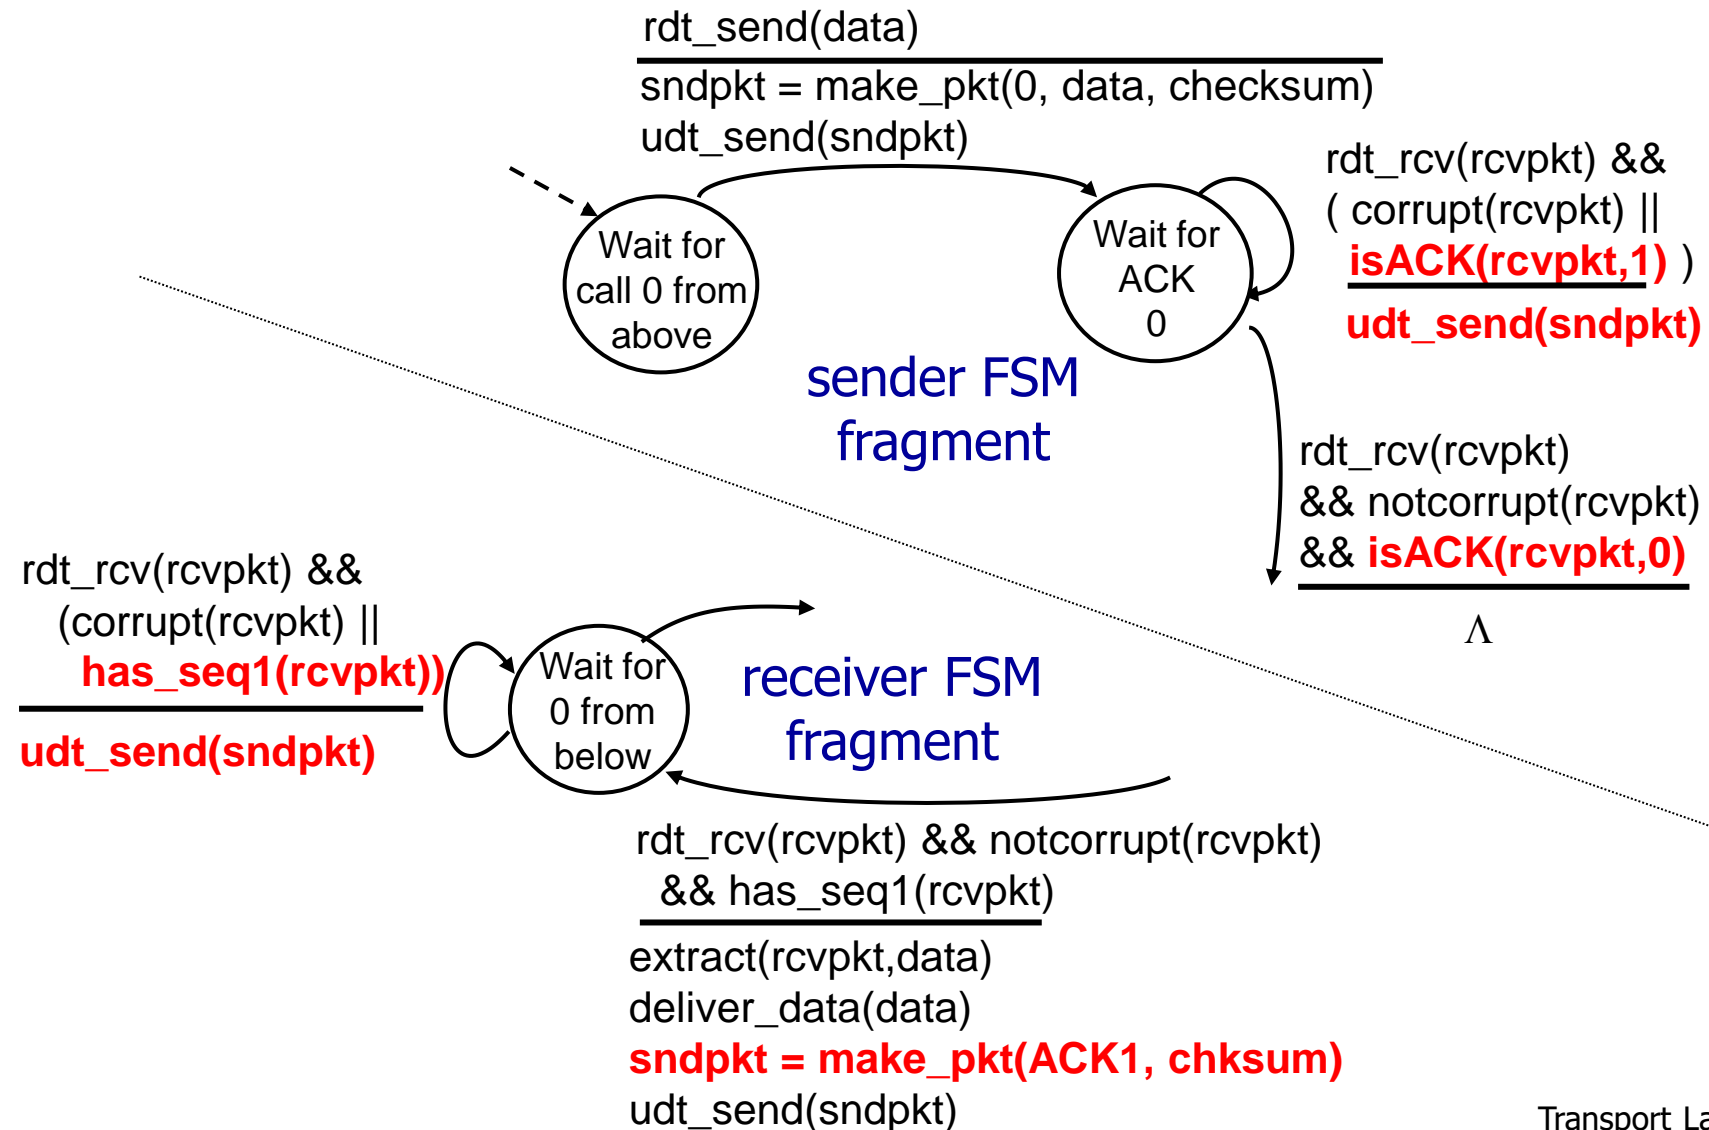 rdt_send(data)
sndpkt = make_pkt(0, data, checksum)
udt_send(sndpkt)
Wait for
call 0 from
above
Wait for
ACK
0
rdt_rcv(rcvpkt) &&
( corrupt(rcvpkt) ||
isACK(rcvpkt,1) )
udt_send(sndpkt)
sender FSM
fragment
rdt_rcv(rcvpkt)
&& notcorrupt(rcvpkt)
&& isACK(rcvpkt,0)
Λ
rdt_rcv(rcvpkt) &&
(corrupt(rcvpkt) ||
has_seq1(rcvpkt))
udt_send(sndpkt)
Wait for
0 from
below
receiver FSM
fragment
rdt_rcv(rcvpkt) && notcorrupt(rcvpkt)
&& has_seq1(rcvpkt)
extract(rcvpkt,data)
deliver_data(data)
sndpkt = make_pkt(ACK1, chksum)
udt_send(sndpkt)
Transport La